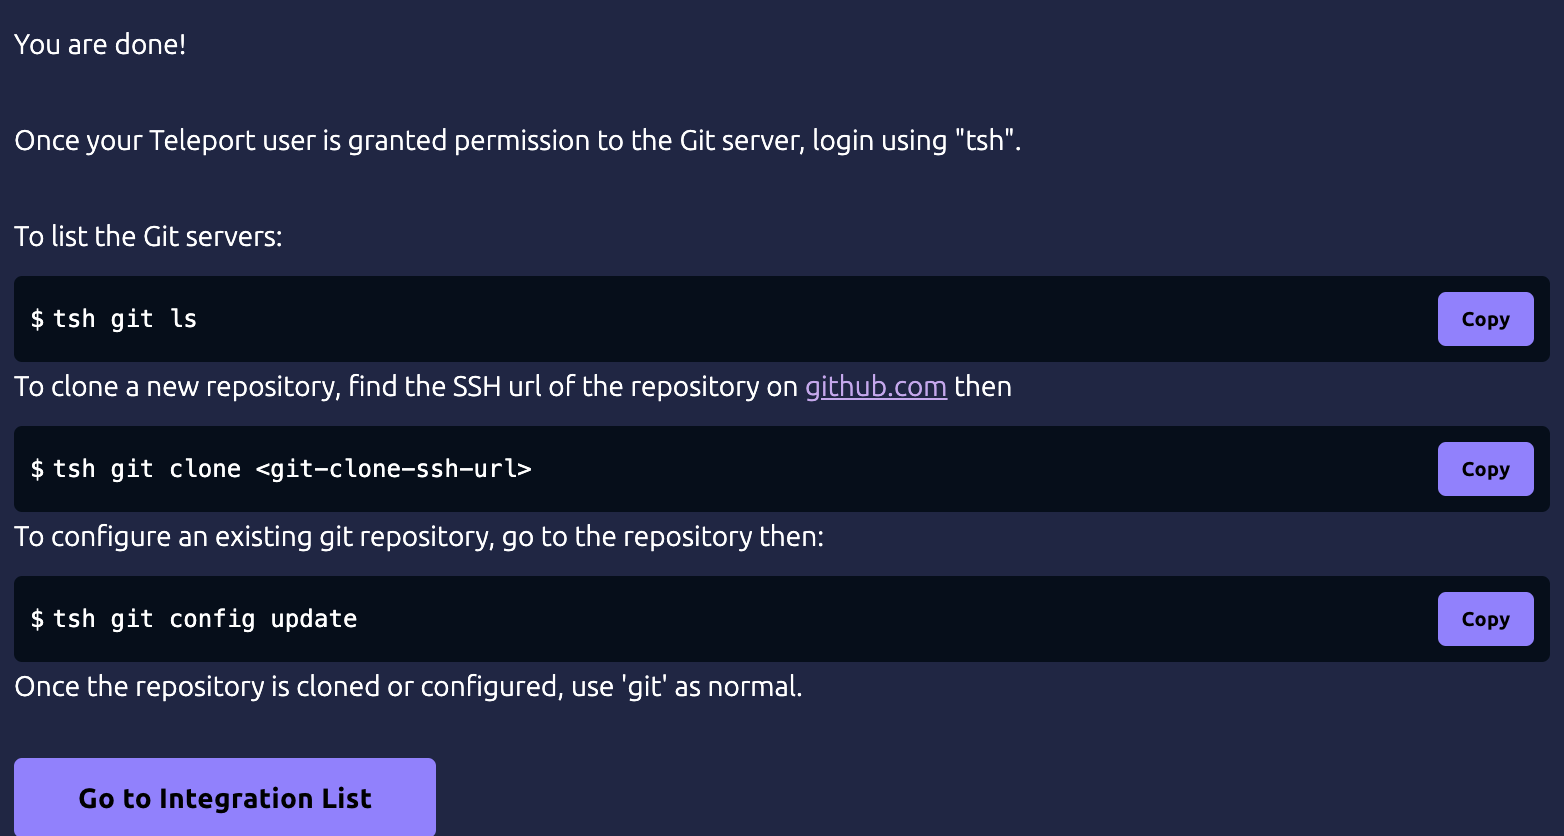 You are done!
Once your Teleport user is granted permission to the Git server, login using "tsh".
To list the Git servers:
$ tsh git ls
Copy
To clone a new repository, find the SSH url of the repository on github.com then
$ tsh git clone <git-clone-ssh-url>
Copy
To configure an existing git repository, go to the repository then:
$ tsh git config update
Copy
Once the repository is cloned or configured, use 'git' as normal.
Go to Integration List